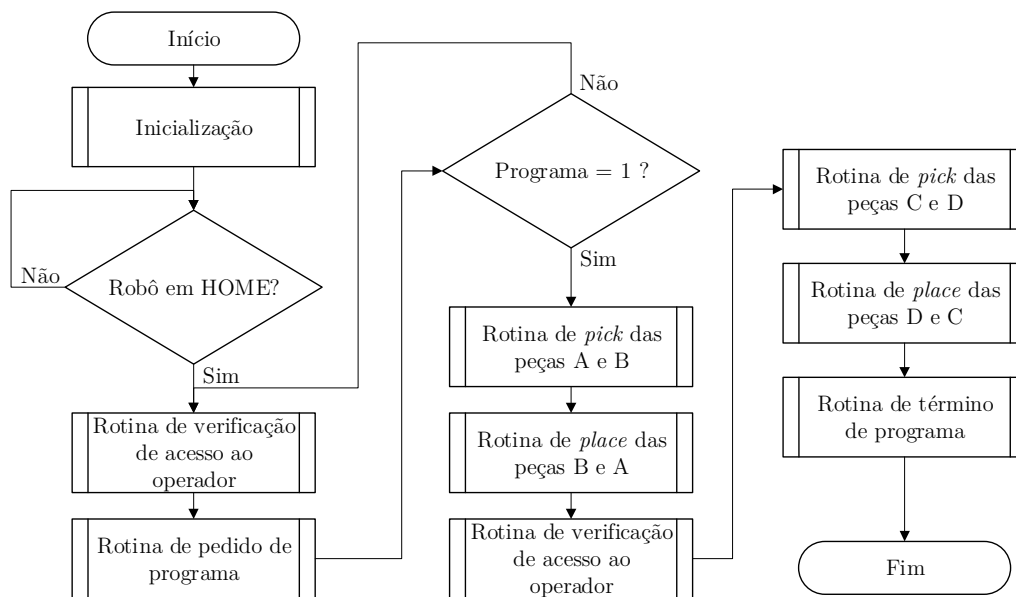 Início
Inicialização
Não
Robô em HOME?
Sim
Rotina de verificação
de acesso ao
operador
Rotina de pedido de
programa
Não
Programa = 1 ?
Sim
Rotina de pick das
peças A e B
Rotina de place das
peças B e A
Rotina de verificação
de acesso ao
operador
Rotina de pick das
peças C e D
Rotina de place das
peças D e C
Rotina de término
de programa
Fim